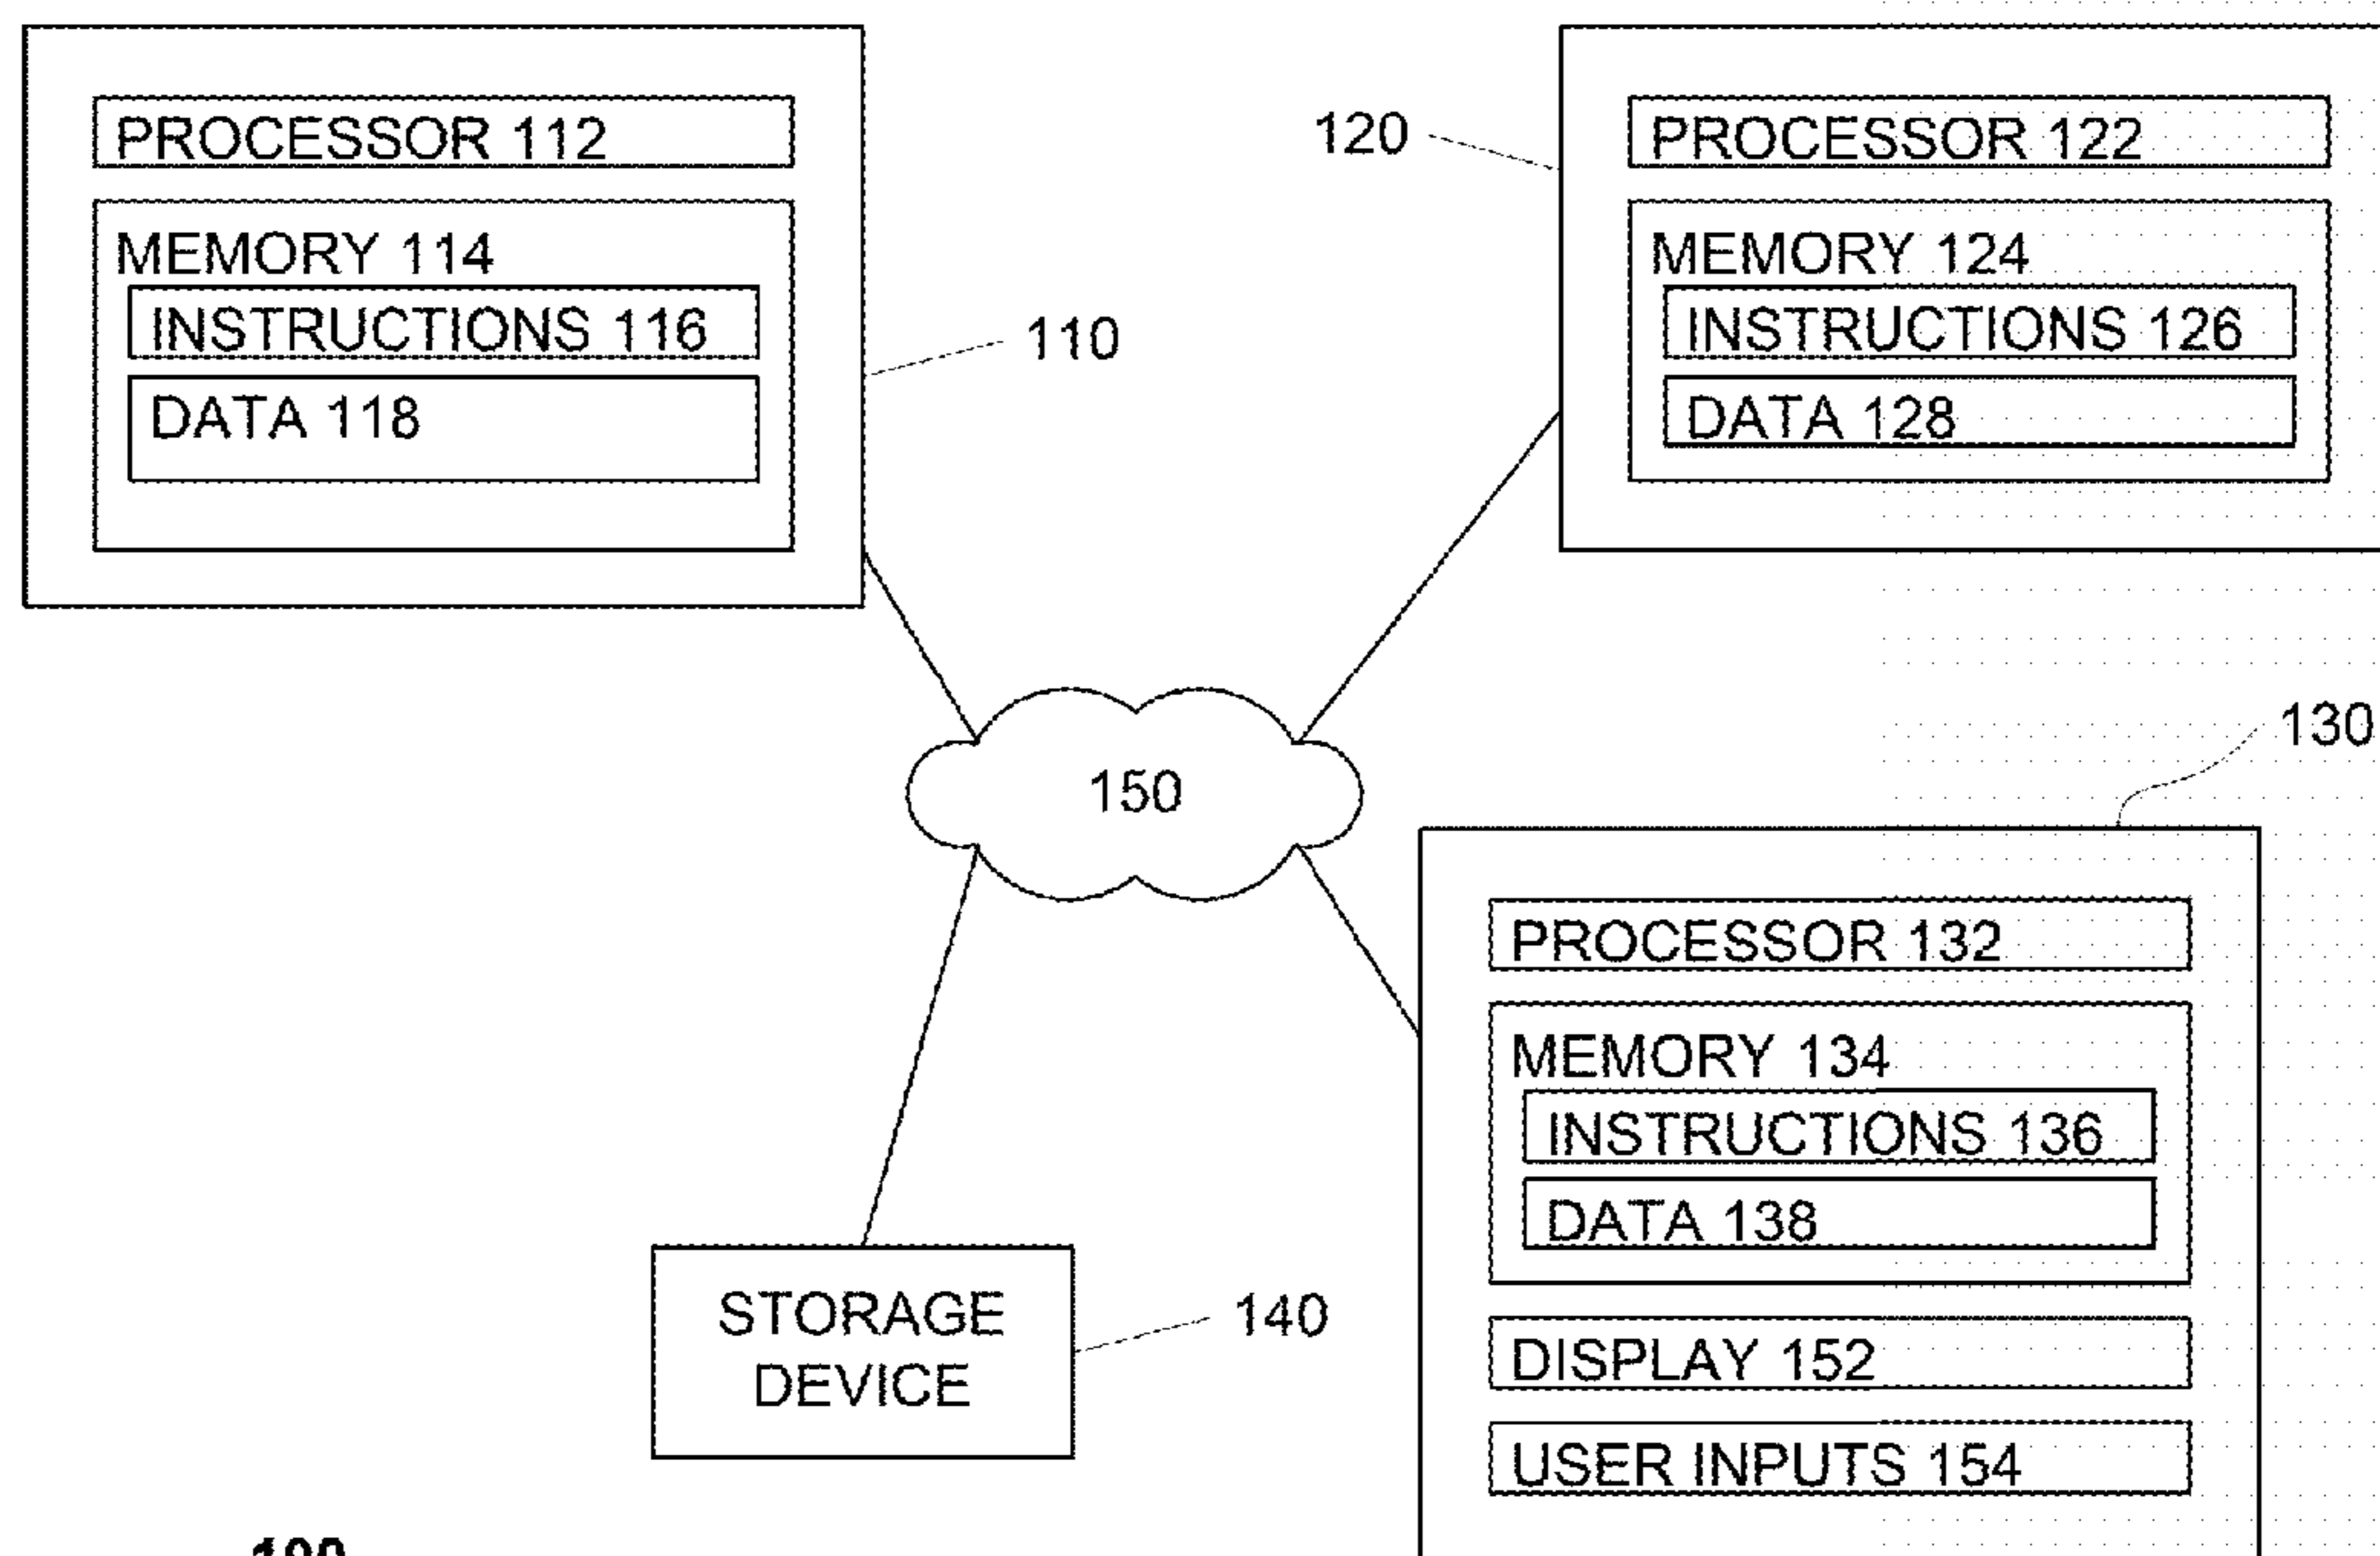 PROCESSOR 112
MEMORY 114
INSTRUCTIONS 116
DATA 118
110
120
PROCESSOR 122
MEMORY 124
INSTRUCTIONS 126
DATA 128
150
130
PROCESSOR 132
MEMORY 134
INSTRUCTIONS 136
DATA 138
DISPLAY 152
USER INPUTS 154
STORAGE
DEVICE
140